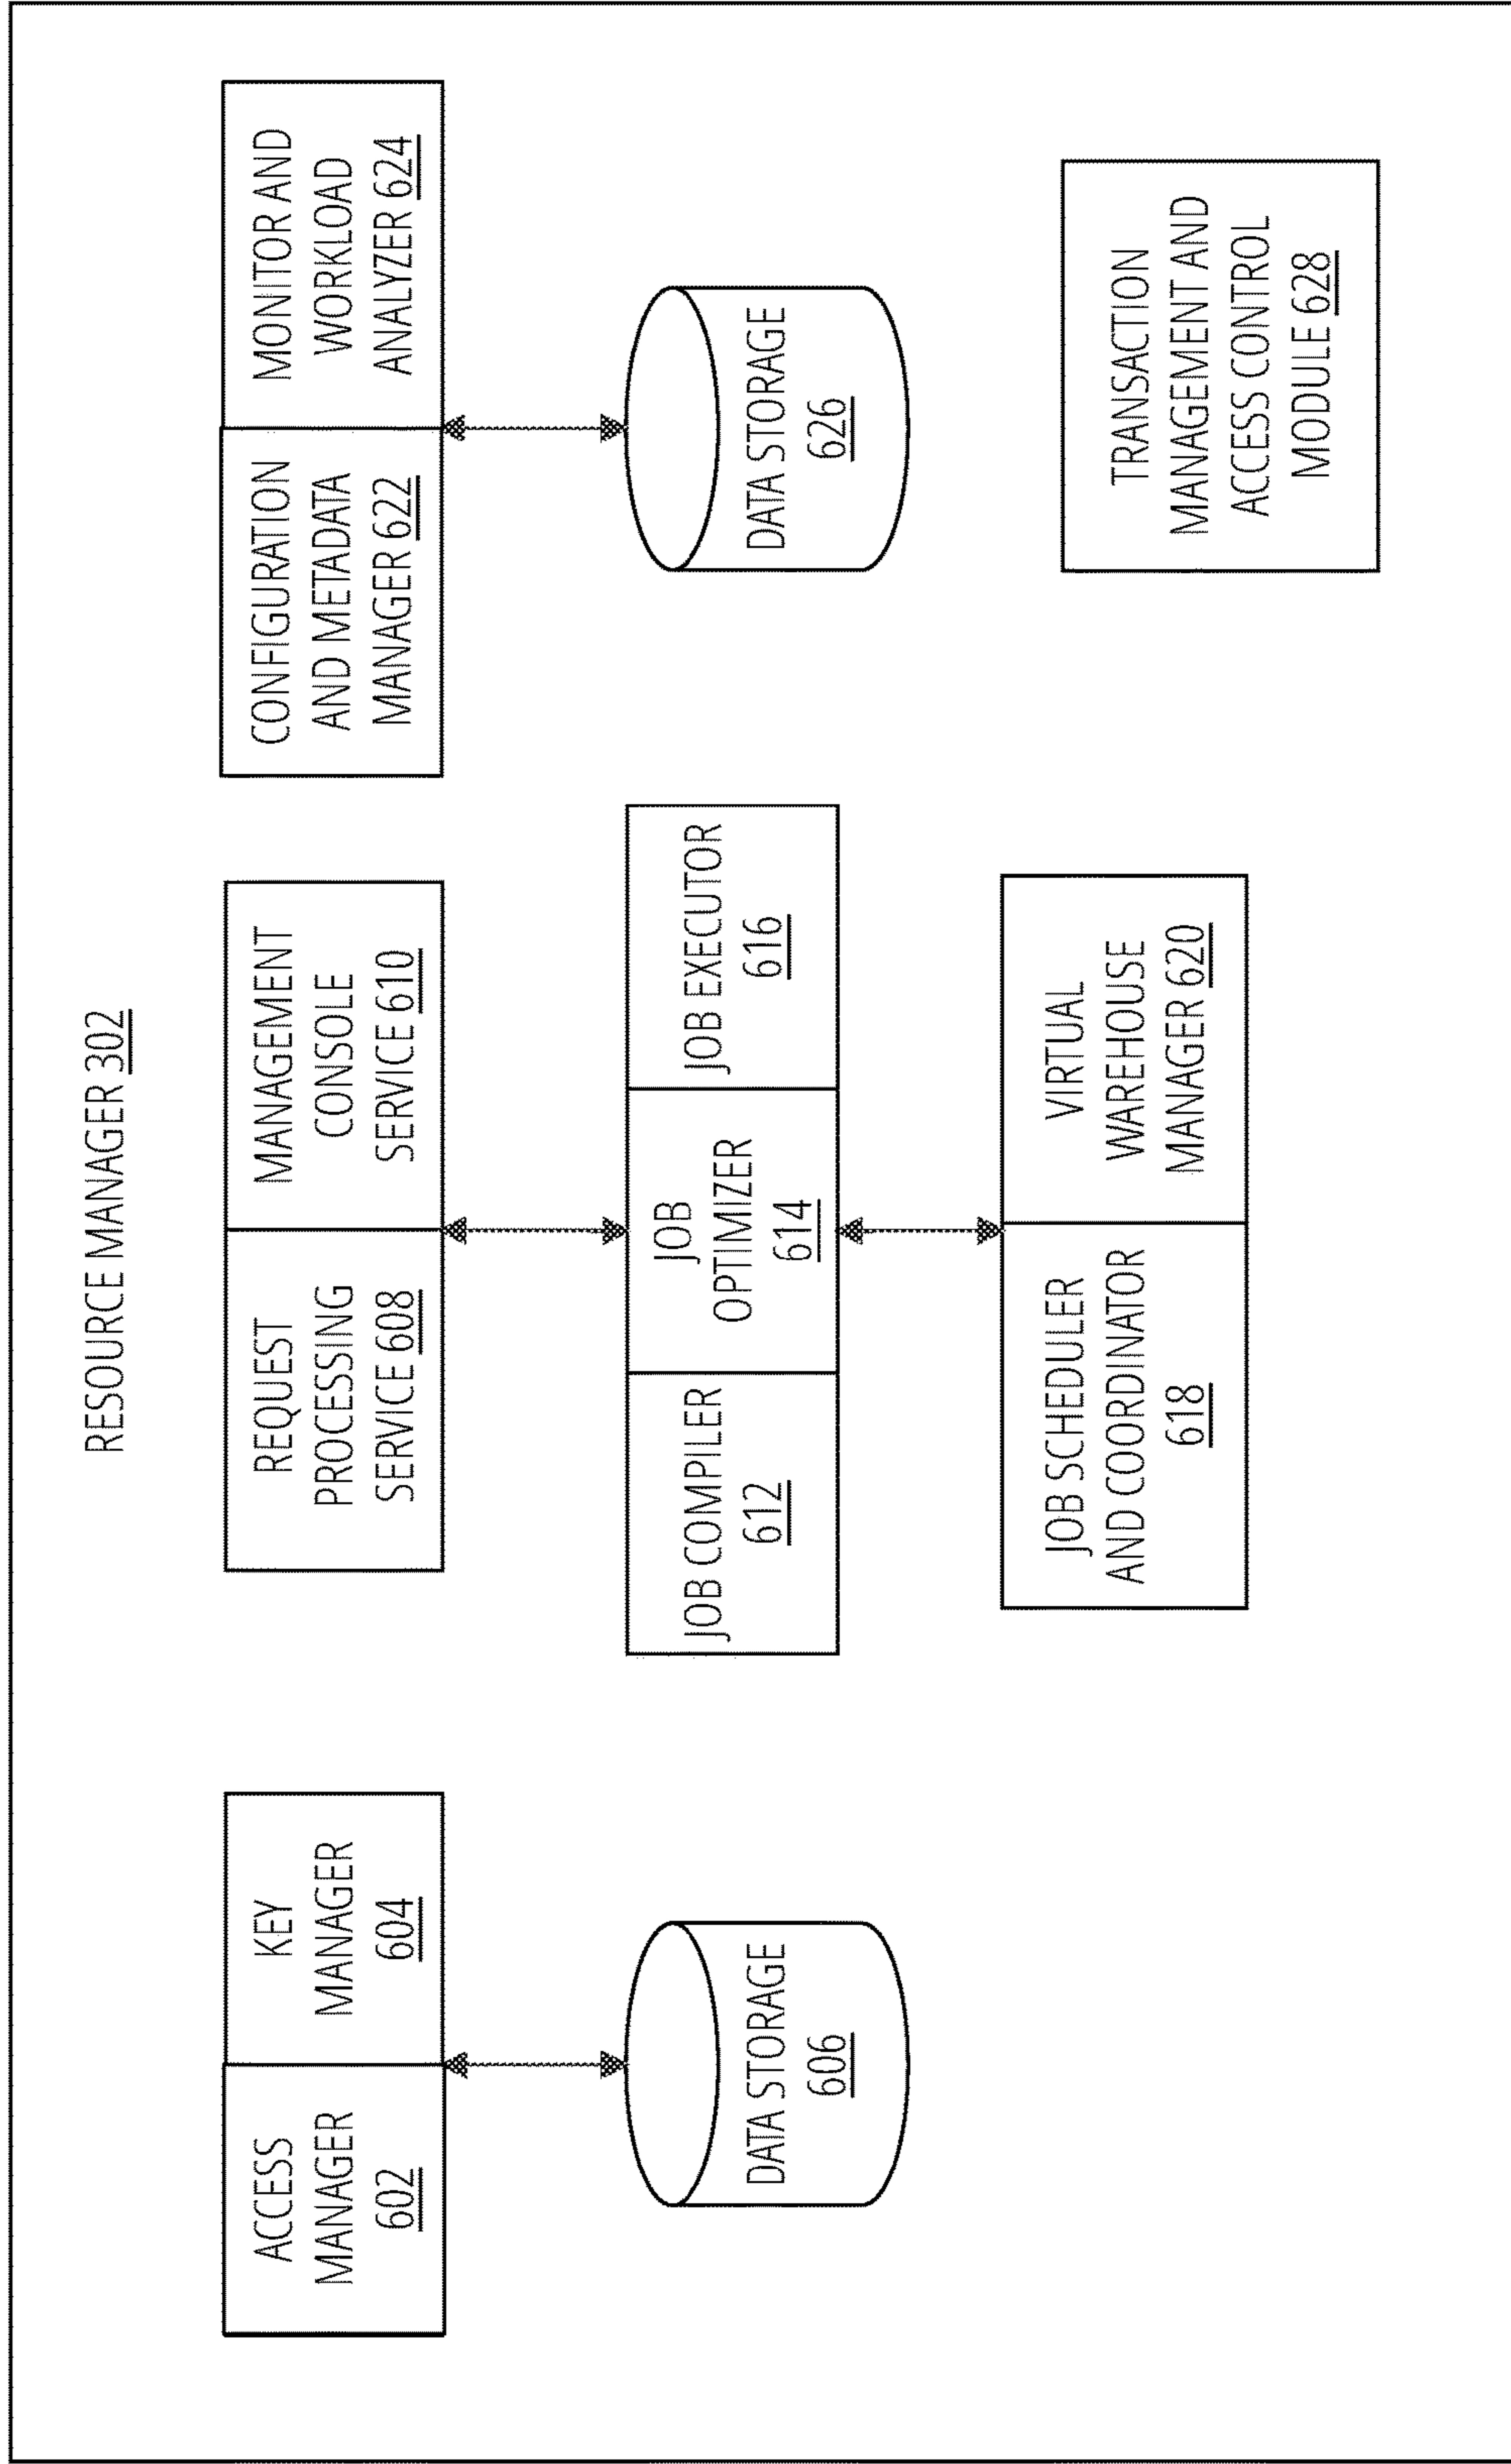 RESOURCE MANAGER 302
ACCESS
MANAGER
602
KEY
MANAGER
604
DATA STORAGE
606
REQUEST
PROCESSING
SERVICE 608
MANAGEMENT
CONSOLE
SERVICE 610
JOB COMPILER
612
JOB
OPTIMIZER
614
JOB EXECUTOR
616
JOB SCHEDULER
AND COORDINATOR
618
VIRTUAL
WAREHOUSE
MANAGER 620
CONFIGURATION
AND METADATA
MANAGER 622
MONITOR AND
WORKLOAD
ANALYZER 624
DATA STORAGE
626
TRANSACTION
MANAGEMENT AND
ACCESS CONTROL
MODULE 628